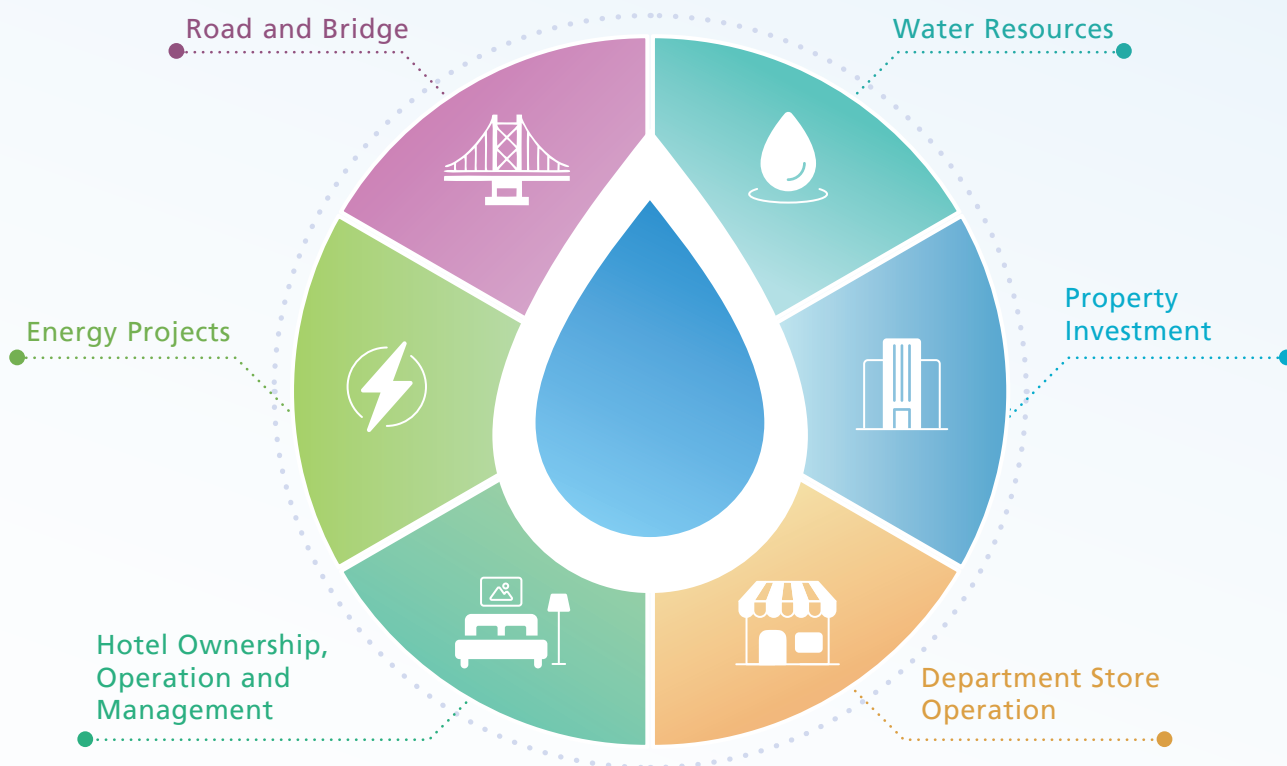 Road and Bridge
Water Resources
Property
Investment
Energy Projects
Hotel Ownership,
Operation and
Management
Department Store
Operation